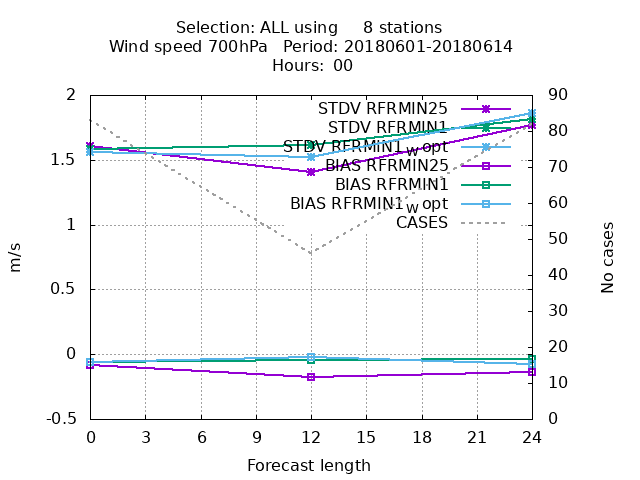 Selection: ALL using     8 stations
Wind speed 700hPa   Period: 20180601-20180614
Hours:  00
2
1.5
1
0.5
0
-0.5
90
80
70
60
50
40
30
20
10
0
m/s
No cases
STDV RFRMIN25
STDV RFRMIN1
STDV RFRMIN1_W opt
BIAS RFRMIN25
BIAS RFRMIN1
BIAS RFRMIN1_W opt
CASES
0 3 6 9 12 15 18 21 24
Forecast length